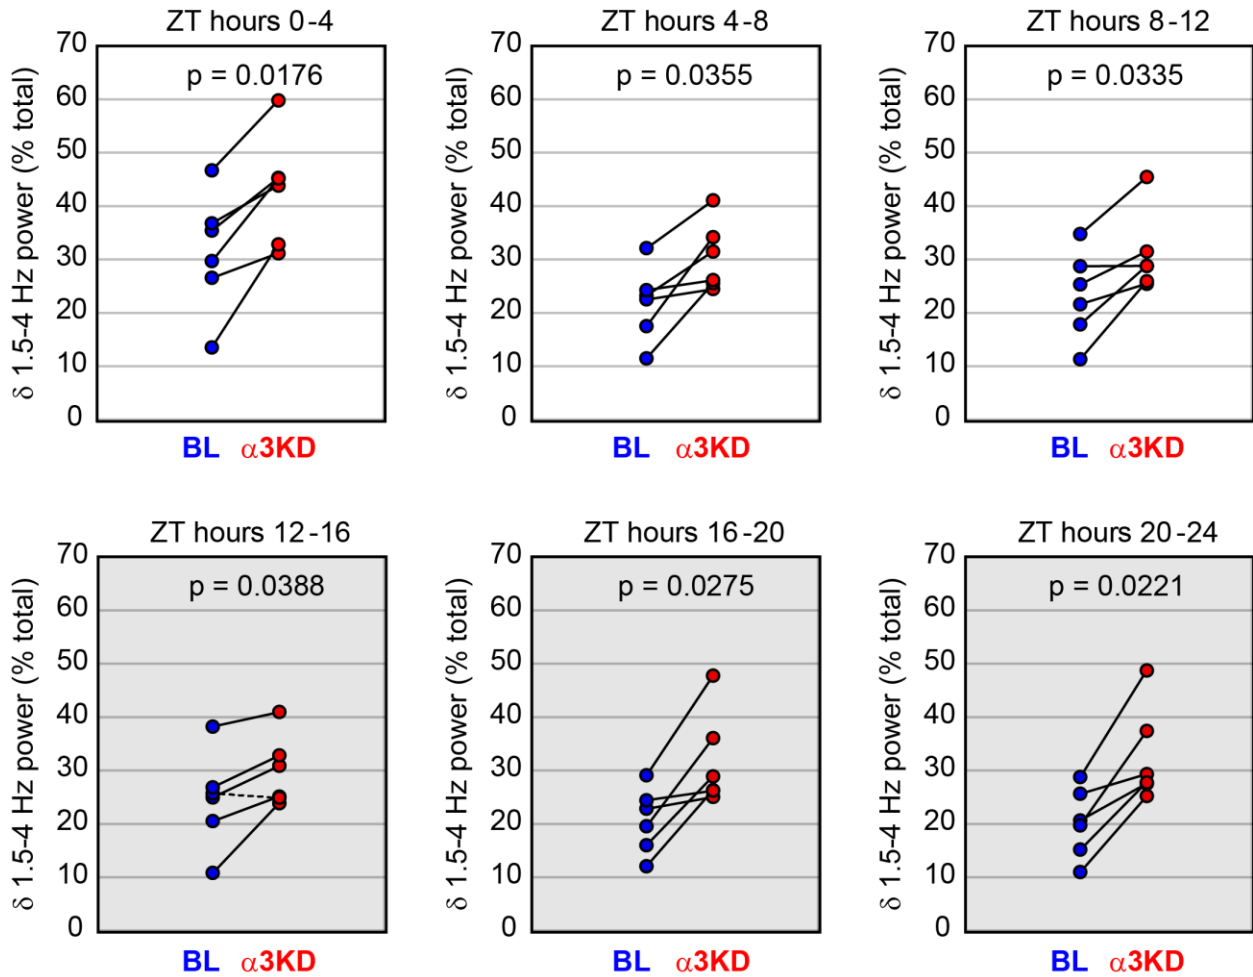 ZT hours 0-4
p = 0.0176
δ 1.5-4 Hz power (% total)
70
60
50
40
30
20
10
0
BL α3KD
ZT hours 4-8
p = 0.0355
δ 1.5-4 Hz power (% total)
70
60
50
40
30
20
10
0
BL α3KD
ZT hours 8-12
p = 0.0335
δ 1.5-4 Hz power (% total)
70
60
50
40
30
20
10
0
BL α3KD
ZT hours 12-16
p = 0.0388
δ 1.5-4 Hz power (% total)
70
60
50
40
30
20
10
0
BL α3KD
ZT hours 16-20
p = 0.0275
δ 1.5-4 Hz power (% total)
70
60
50
40
30
20
10
0
BL α3KD
ZT hours 20-24
p = 0.0221
δ 1.5-4 Hz power (% total)
70
60
50
40
30
20
10
0
BL α3KD